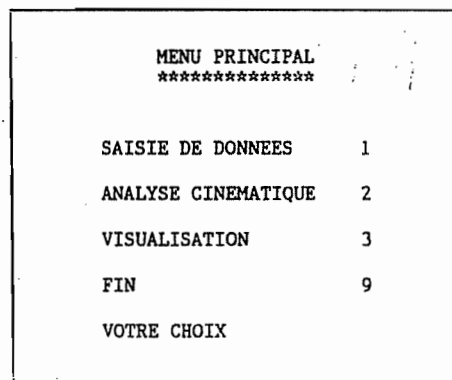 MENU PRINCIPAL
**************
SAISIE DE DONNEES 1
ANALYSE CINEMATIQUE 2
VISUALISATION 3
FIN 9
VOTRE CHOIX